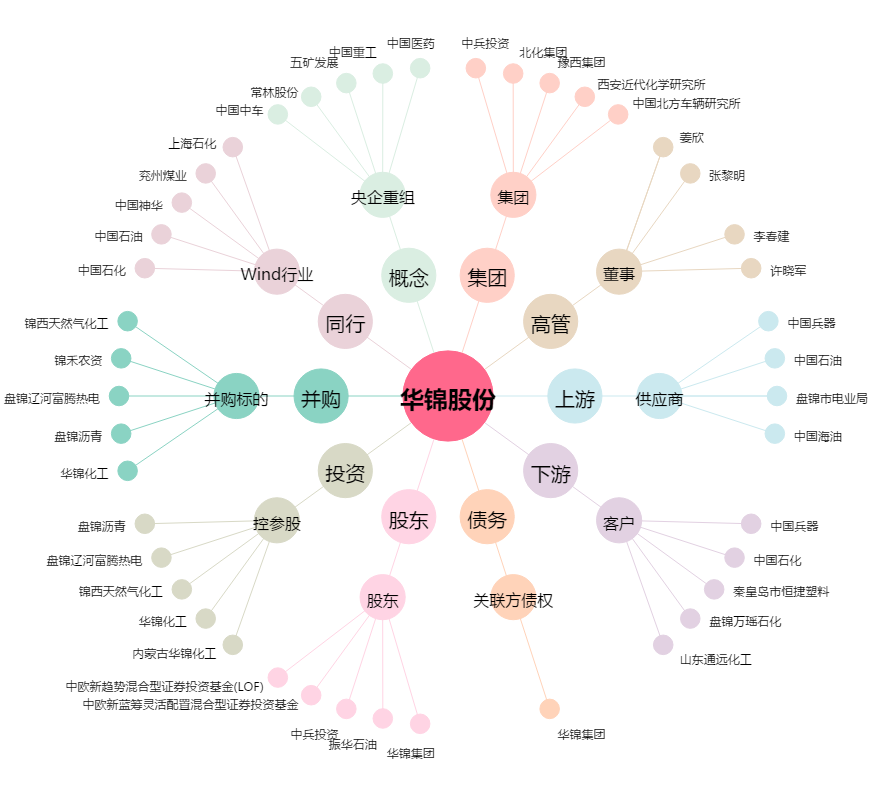 中国医药
中国重工
五矿发展
常林股份
中国中车
中兵投资
北化集团
豫西集团
西安近代化学研究所
中国北方车辆研究所
上海石化
兖州煤业
中国神华
中国石油
中国石化
姜欣
张黎明
李春建
许晓军
央企重组
集团
Wind行业
董事
概念
集团
同行
高管
锦西天然气化工
锦禾农资
盘锦辽河富腾热电
盘锦沥青
华锦化工
并购标的
并购
华锦股份
上游
供应商
中国兵器
中国石油
盘锦市电业局
中国海油
投资
下游
股东
债务
控参股
客户
盘锦沥青
盘锦辽河富腾热电
锦西天然气化工
华锦化工
内蒙古华锦化工
中国兵器
中国石化
秦皇岛市恒捷塑料
盘锦万瑶石化
山东通远化工
股东
关联方债权
中欧新趋势混合型证券投资基金(LOF)
中欧新蓝筹灵活配置混合型证券投资基金
中兵投资
振华石油
华锦集团
华锦集团